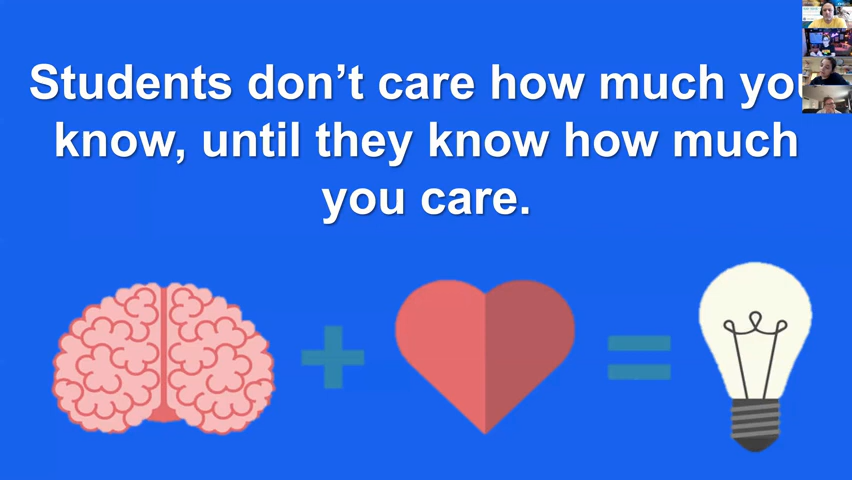 Students don’t care how much you
know, until they know how much
you care.